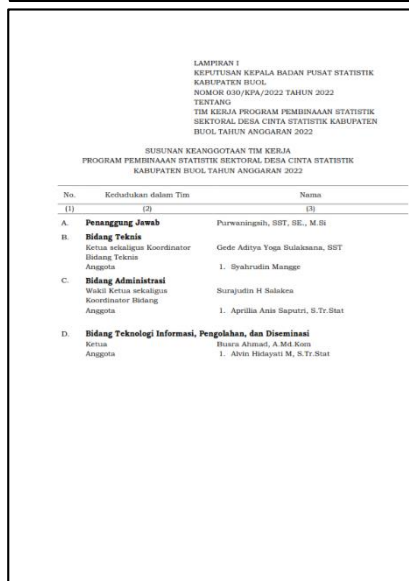 LAMPIRAN I
KEPUTUSAN KEPALA BADAN PUSAT STATISTIK
KABUPATEN BUOL
NOMOR 030/KPA/2022 TAHUN 2022
TENTANG
TIM KERJA PROGRAM PEMBINAAAN STATISTIK
SEKTORAL DESA CINTA STATISTIK KABUPATEN
BUOL TAHUN ANGGARAN 2022
SUSUNAN KEANGGOTAAN TIM KERJA
PROGRAM PEMBINAAAN STATISTIK SEKTORAL DESA CINTA STATISTIK
KABUPATEN BUOL TAHUN ANGGARAN 2022
No. Kedudukan dalam Tim Nama
(1) (2) (3)
A. Penanggung Jawab Purwaningsih, SST, SE., M.Si
B. Bidang Teknis
Ketua sekaligus Koordinator Gede Aditya Yoga Sulaksana, SST
Bidang Teknis
Anggota 1. Syahrudin Mangge
C. Bidang Administrasi
Wakil Ketua sekaligus Surajudin H Salakea
Koordinator Bidang
Anggota 1. Aprillia Anis Saputri, S.Tr.Stat
D. Bidang Teknologi Informasi, Pengolahan, dan Diseminasi
Ketua Busra Ahmad, A.Md.Kom
Anggota 1. Alvin Hidayati M, S.Tr.Stat